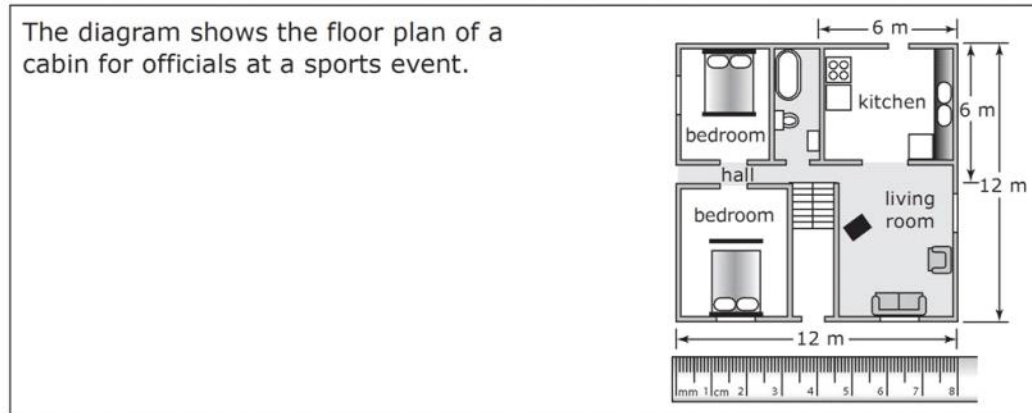 The diagram shows the floor plan of a
cabin for officials at a sports event.
6 m
kitchen
6 m
bedroom
hall
12 m
bedroom
living
room
12 m
mm 1 cm 2 3 4 5 6 7 8